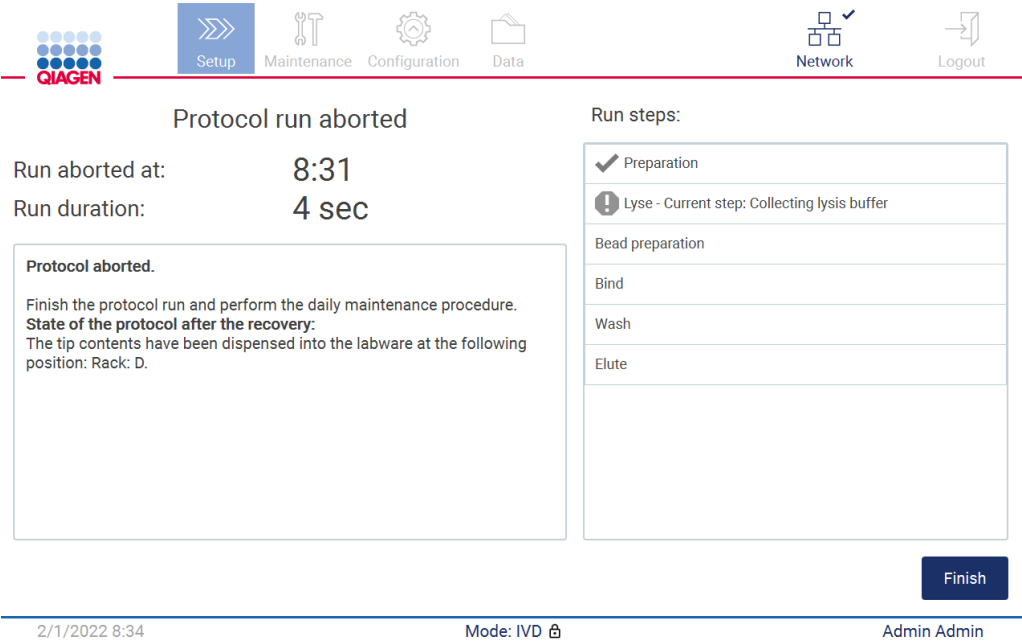 QIAGEN
Setup
Maintenance
Configuration
Data
Network
Logout
Protocol run aborted
Run aborted at: 8:31
Run duration: 4 sec
Protocol aborted.
Finish the protocol run and perform the daily maintenance procedure.
State of the protocol after the recovery:
The tip contents have been dispensed into the labware at the following
position: Rack: D.
Run steps:
Preparation
Lyse - Current step: Collecting lysis buffer
Bead preparation
Bind
Wash
Elute
Finish
2/1/2022 8:34
Mode: IVD
Admin Admin